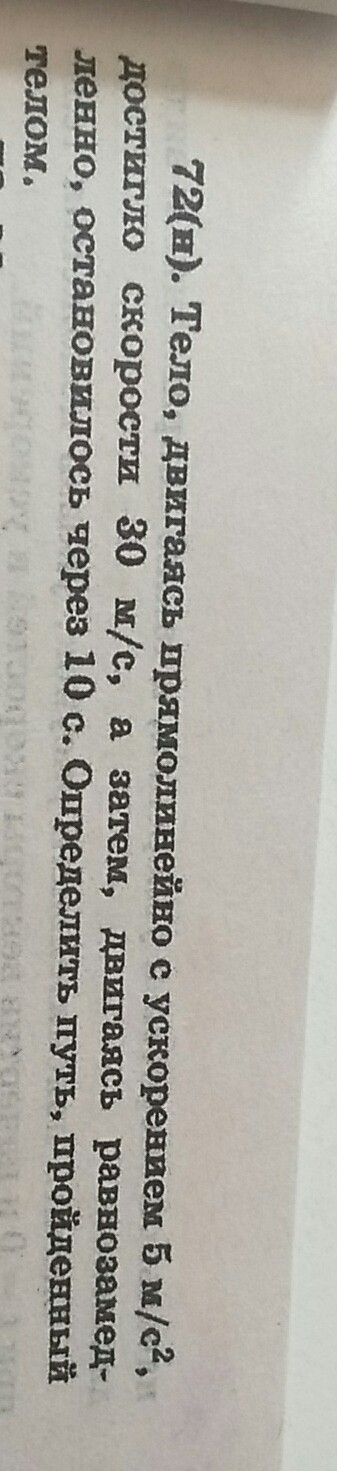 72(н). Тело, двигаясь прямолинейно с ускорением 5 м/с²,
достигло скорости 30 м/с, а затем, двигаясь равнозамед-
ленно, остановилось через 10 с. Определить путь, пройденный
телом.